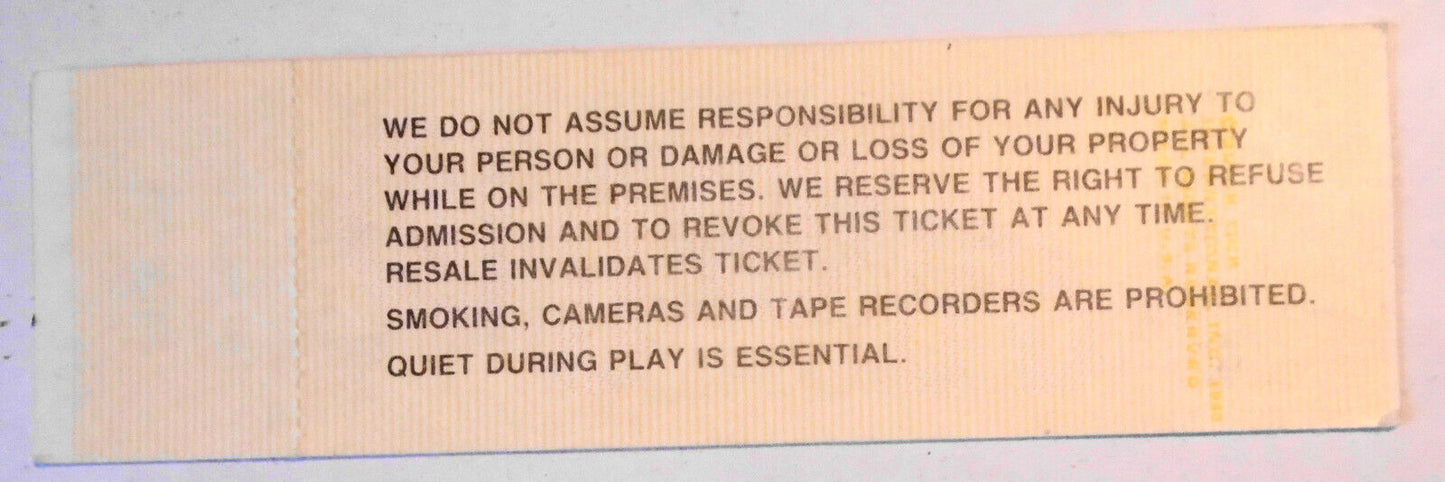 WE DO NOT ASSUME RESPONSIBILITY FOR ANY INJURY TO
YOUR PERSON OR DAMAGE OR LOSS OF YOUR PROPERTY
WHILE ON THE PREMISES. WE RESERVE THE RIGHT TO REFUSE
ADMISSION AND TO REVOKE THIS TICKET AT ANY TIME.
RESALE INVALIDATES TICKET.
SMOKING, CAMERAS AND TAPE RECORDERS ARE PROHIBITED.
QUIET DURING PLAY IS ESSENTIAL.